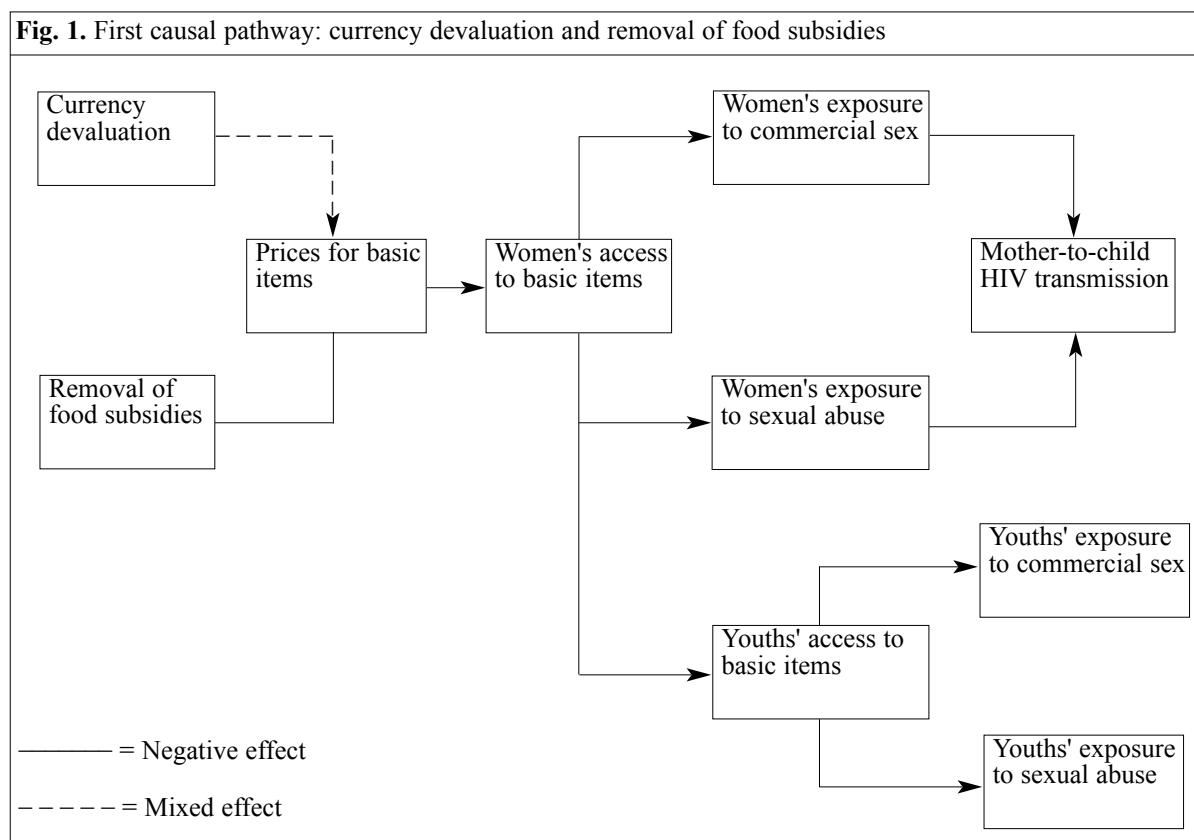 Fig. 1. First causal pathway: currency devaluation and removal of food subsidies
Currency
devaluation
Women's exposure
to commercial sex
Prices for basic
items
Women's access
to basic items
Mother-to-child
HIV transmission
Removal of
food subsidies
Women's exposure
to sexual abuse
Youths' exposure
to commercial sex
Youths' access to
basic items
Youths' exposure
to sexual abuse
= Negative effect
= Mixed effect